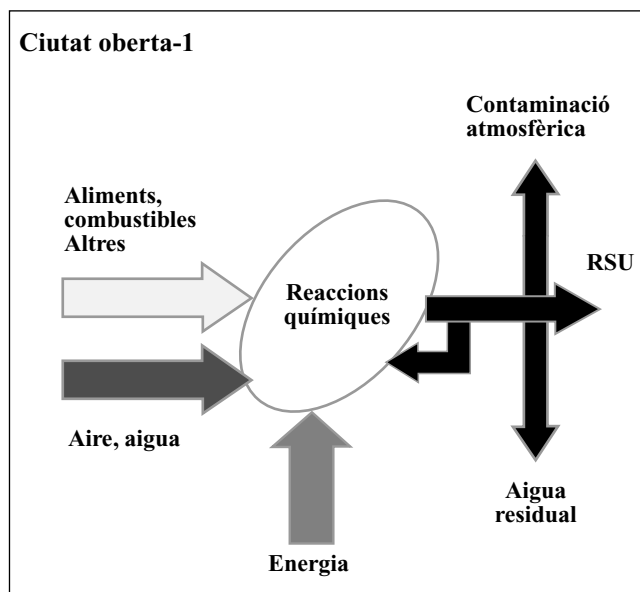 Ciutat oberta-1
Contaminació
atmosfèrica
Aliments,
combustibles
Altres
RSU
Reaccions
químiques
Aire, aigua
Aigua
residual
Energia